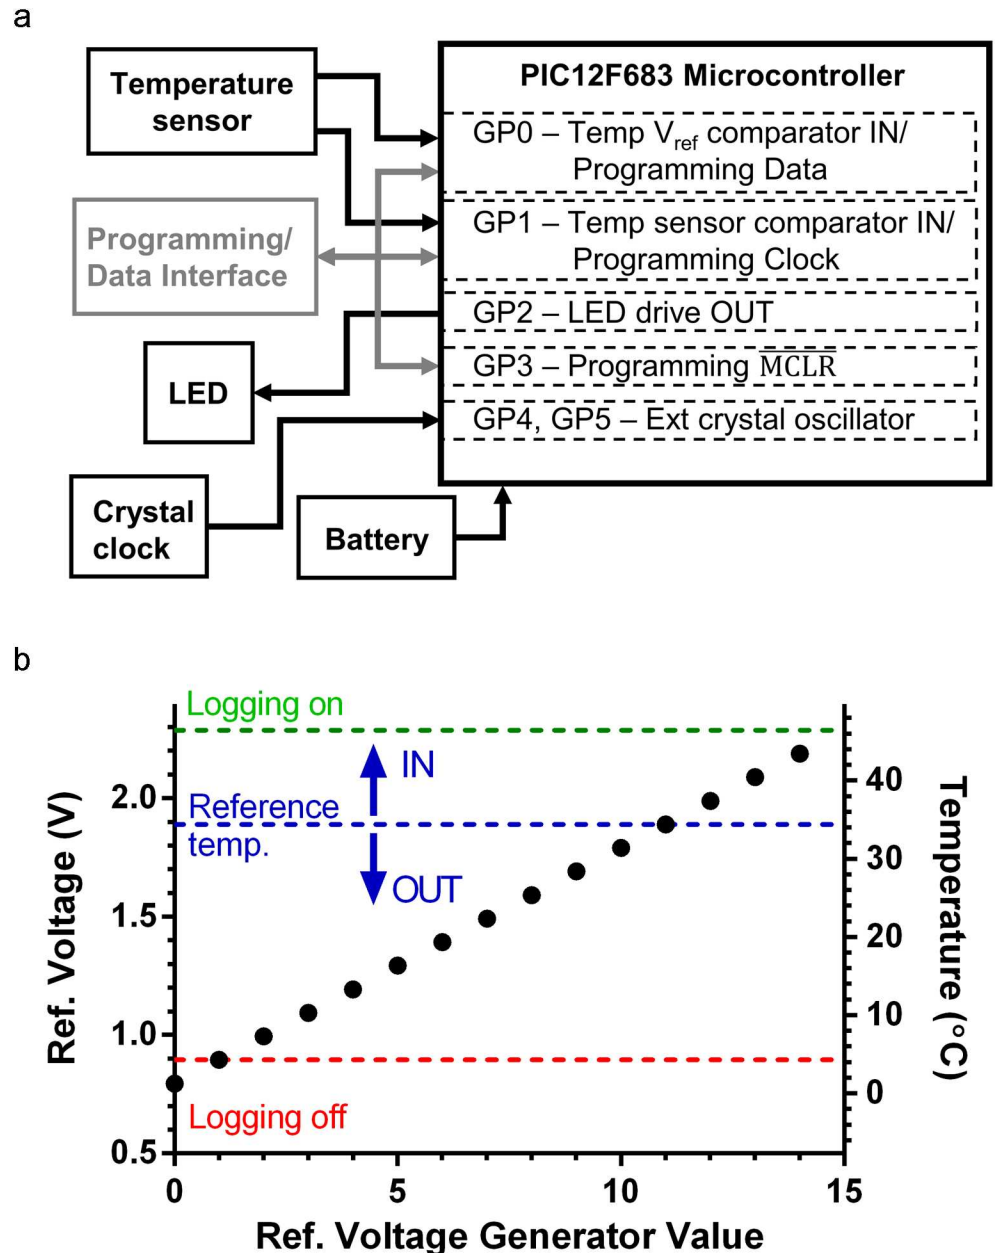 a
Temperature
sensor
Programming/
Data Interface
LED
Crystal
clock
Battery
PIC12F683 Microcontroller
GP0 – Temp Vref comparator IN/
Programming Data
GP1 – Temp sensor comparator IN/
Programming Clock
GP2 – LED drive OUT
GP3 – Programming M̅C̅L̅R̅
GP4, GP5 – Ext crystal oscillator
b
Logging on
IN
Reference
temp.
OUT
Logging off
Ref. Voltage (V)
2.0
1.5
1.0
0.5
0
5
10
15
Ref. Voltage Generator Value
40
30
20
10
0
Temperature (°C)